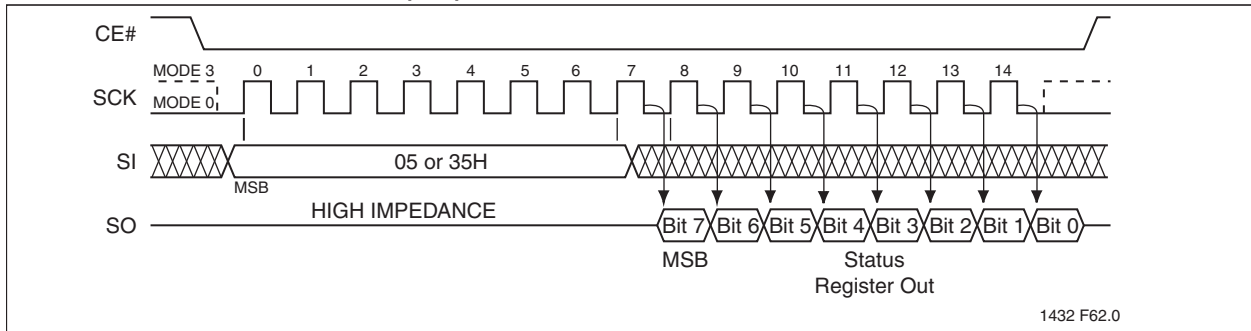 CE#
MODE 3 0 1 2 3 4 5 6 7 8 9 10 11 12 13 14
SCK
MODE 0
SI 05 or 35H
MSB
HIGH IMPEDANCE
SO Bit 7 Bit 6 Bit 5 Bit 4 Bit 3 Bit 2 Bit 1 Bit 0
MSB Status
Register Out
1432 F62.0